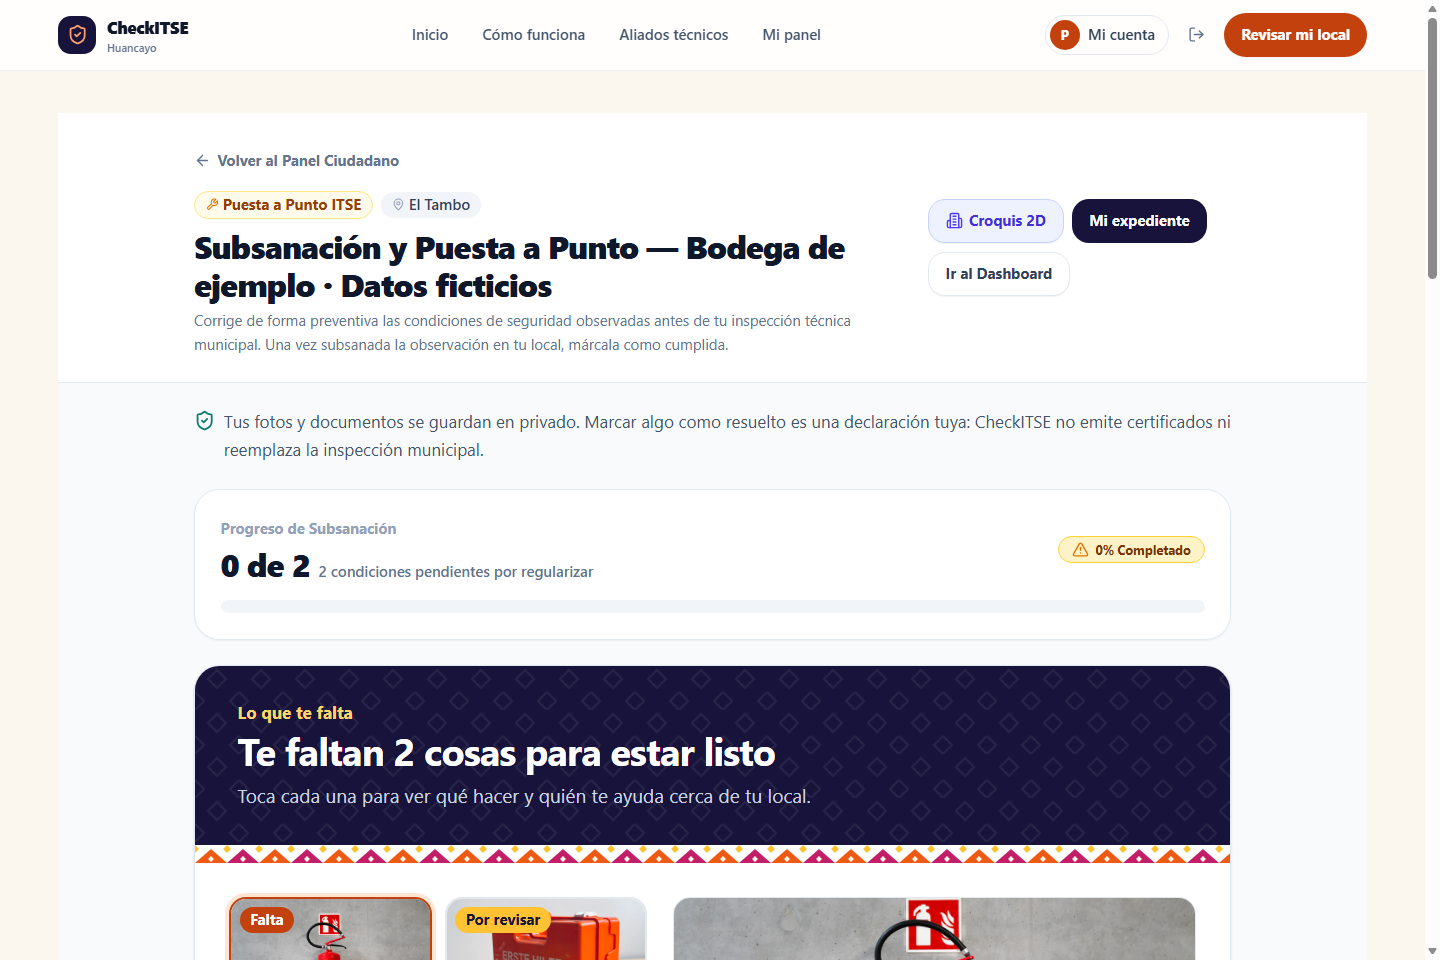 CheckITSE
Huancayo
Inicio
Cómo funciona
Aliados técnicos
Mi panel
P
Mi cuenta
Revisar mi local
Volver al Panel Ciudadano
Puesta a Punto ITSE
El Tambo
Subsanación y Puesta a Punto — Bodega de
ejemplo · Datos ficticios
Corrige de forma preventiva las condiciones de seguridad observadas antes de tu inspección técnica
municipal. Una vez subsanada la observación en tu local, márcala como cumplida.
Croquis 2D
Mi expediente
Ir al Dashboard
Tus fotos y documentos se guardan en privado. Marcar algo como resuelto es una declaración tuya: CheckITSE no emite certificados ni
reemplaza la inspección municipal.
Progreso de Subsanación
0 de 2 2 condiciones pendientes por regularizar
0% Completado
Lo que te falta
Te faltan 2 cosas para estar listo
Toca cada una para ver qué hacer y quién te ayuda cerca de tu local.
Falta
Por revisar